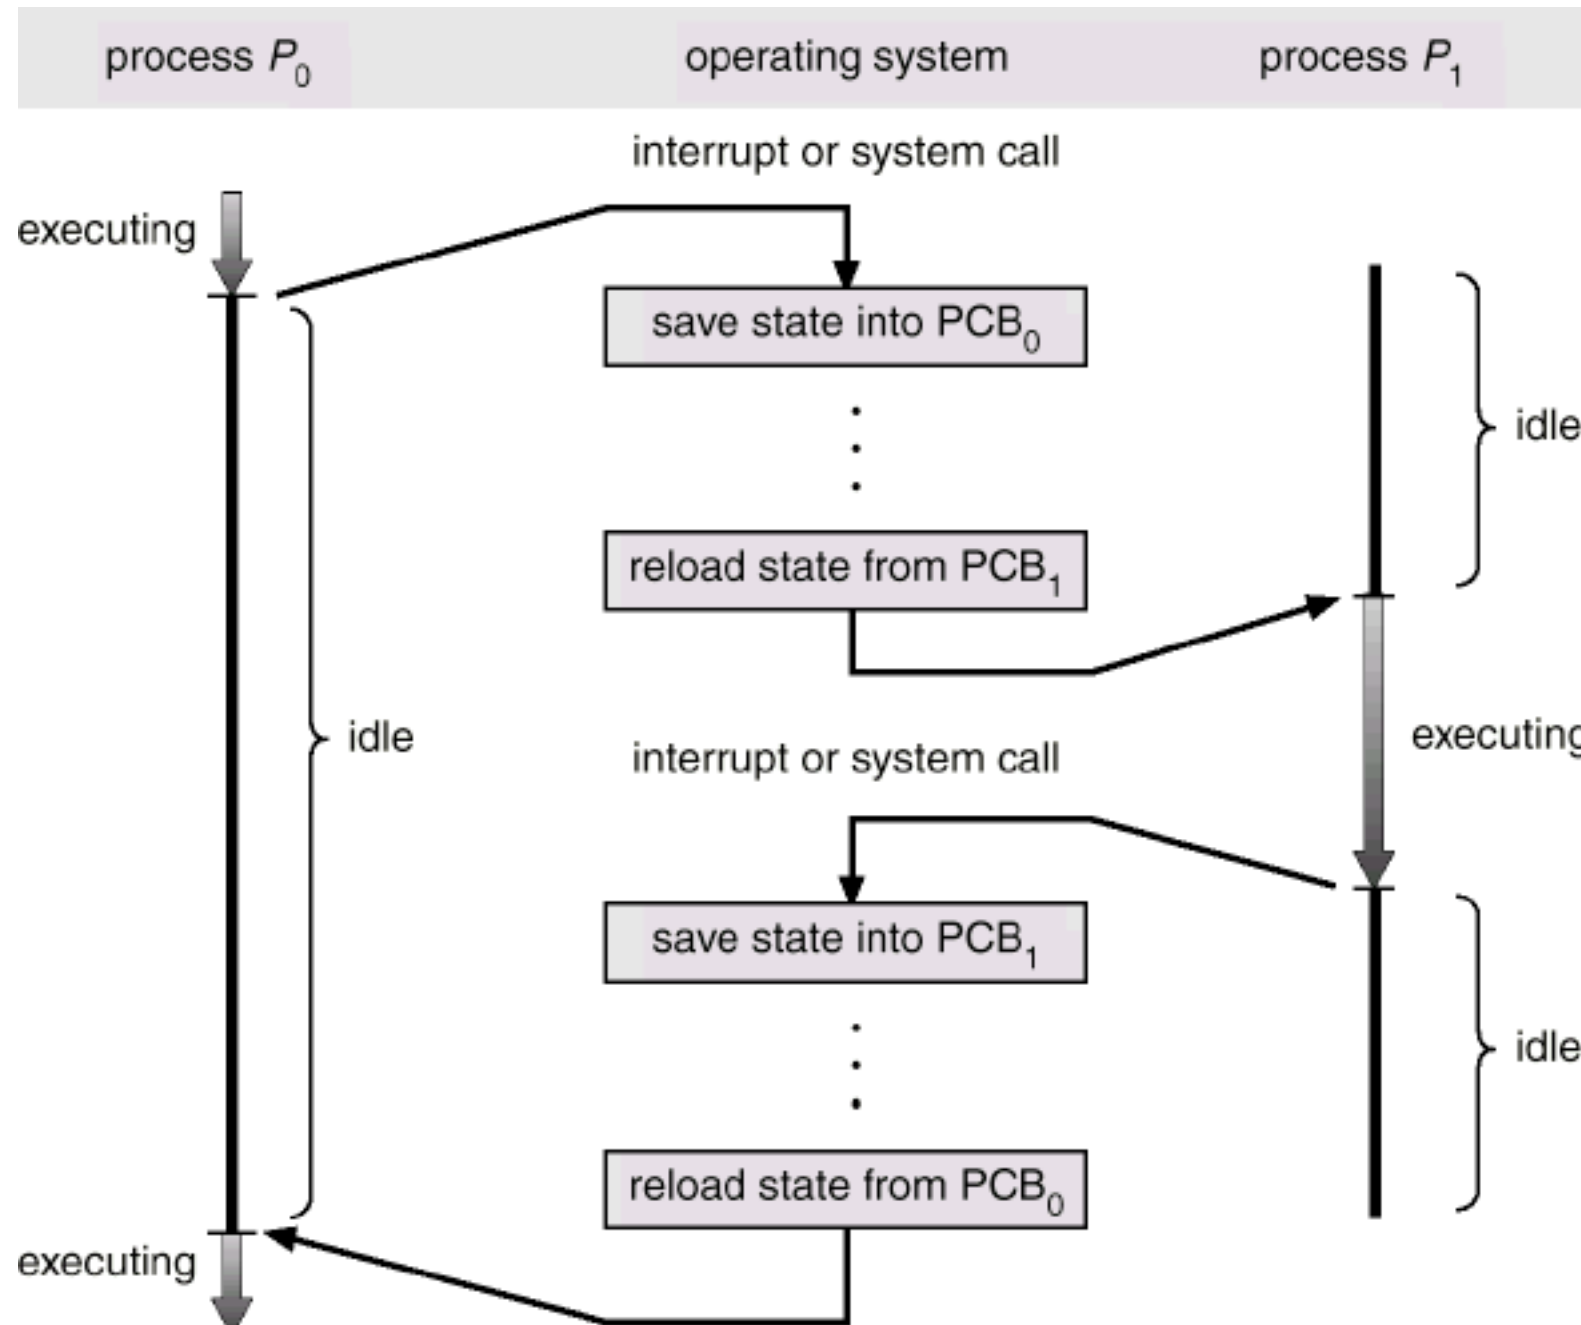 process P₀
operating system
process P₁
interrupt or system call
executing
save state into PCB₀
idle
reload state from PCB₁
idle
executing
interrupt or system call
save state into PCB₁
idle
reload state from PCB₀
executing